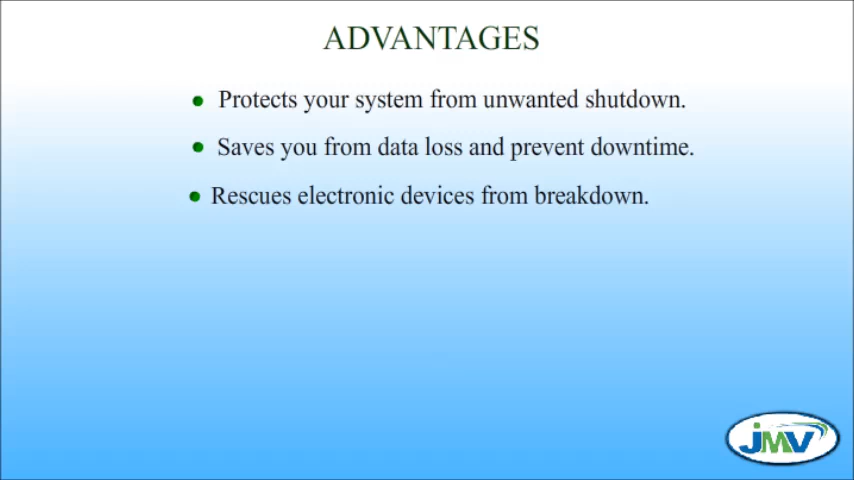 ADVANTAGES
Protects your system from unwanted shutdown.
Saves you from data loss and prevent downtime.
Rescues electronic devices from breakdown.
JMV